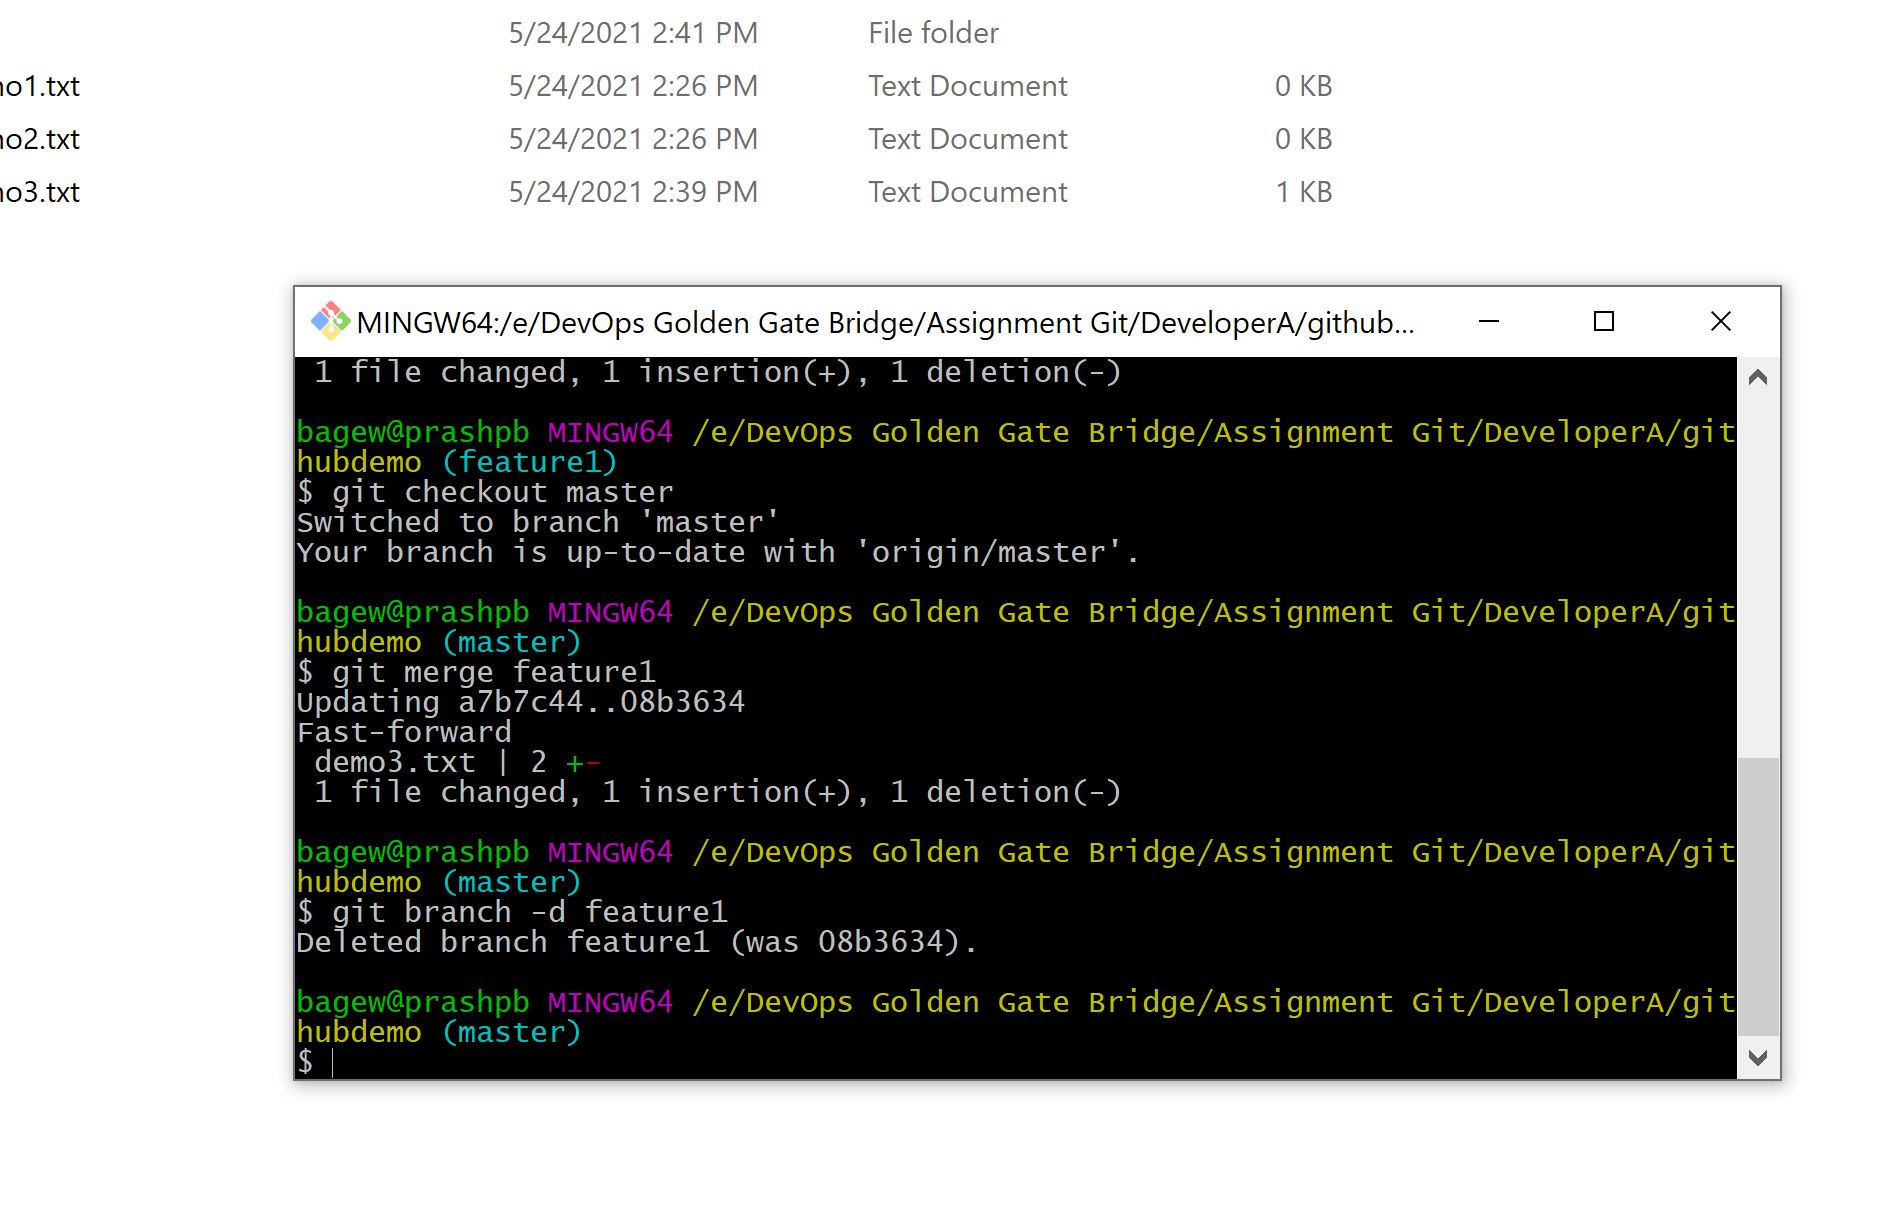 5/24/2021 2:41 PM File folder
no1.txt 5/24/2021 2:26 PM Text Document 0 KB
no2.txt 5/24/2021 2:26 PM Text Document 0 KB
no3.txt 5/24/2021 2:39 PM Text Document 1 KB
MINGW64:/e/DevOps Golden Gate Bridge/Assignment Git/DeveloperA/github...
1 file changed, 1 insertion(+), 1 deletion(-)
bagew@prashpb MINGW64 /e/DevOps Golden Gate Bridge/Assignment Git/DeveloperA/git
hubdemo (feature1)
$ git checkout master
Switched to branch 'master'
Your branch is up-to-date with 'origin/master'.
bagew@prashpb MINGW64 /e/DevOps Golden Gate Bridge/Assignment Git/DeveloperA/git
hubdemo (master)
$ git merge feature1
Updating a7b7c44..08b3634
Fast-forward
demo3.txt | 2 +-
1 file changed, 1 insertion(+), 1 deletion(-)
bagew@prashpb MINGW64 /e/DevOps Golden Gate Bridge/Assignment Git/DeveloperA/git
hubdemo (master)
$ git branch -d feature1
Deleted branch feature1 (was 08b3634).
bagew@prashpb MINGW64 /e/DevOps Golden Gate Bridge/Assignment Git/DeveloperA/git
hubdemo (master)
$